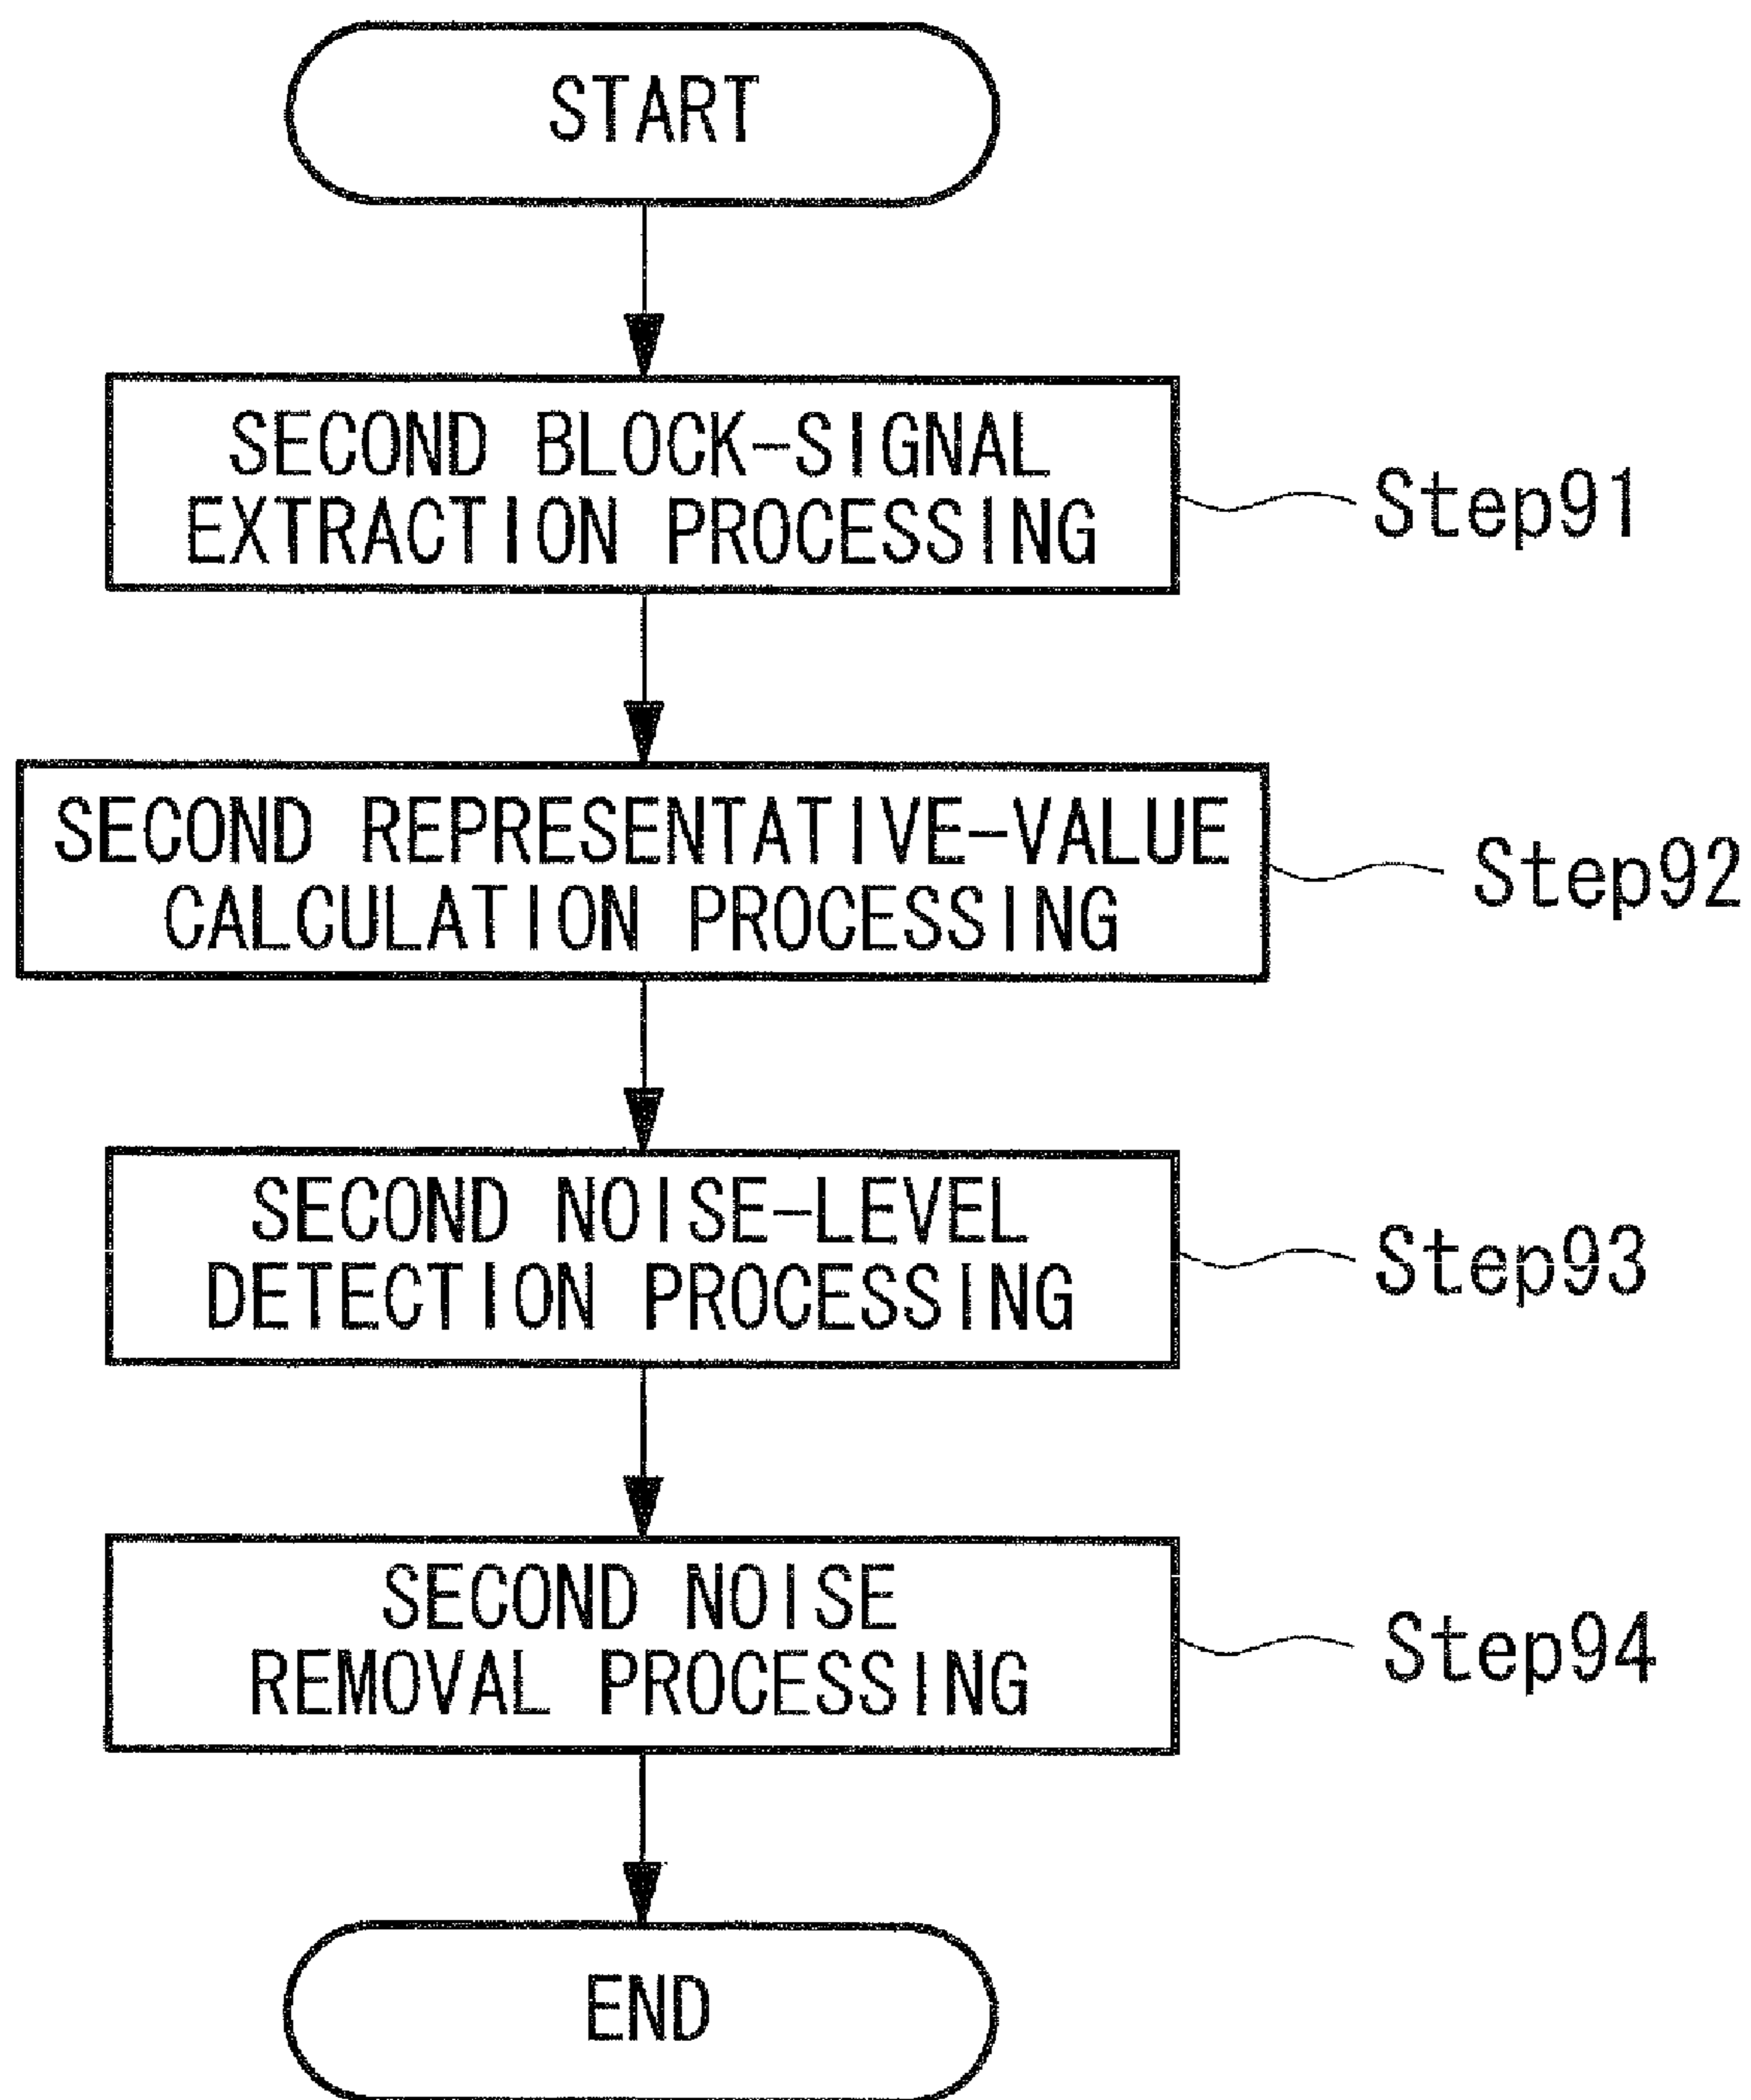 START
SECOND BLOCK-SIGNAL
EXTRACTION PROCESSING
Step91
SECOND REPRESENTATIVE-VALUE
CALCULATION PROCESSING
Step92
SECOND NOISE-LEVEL
DETECTION PROCESSING
Step93
SECOND NOISE
REMOVAL PROCESSING
Step94
END